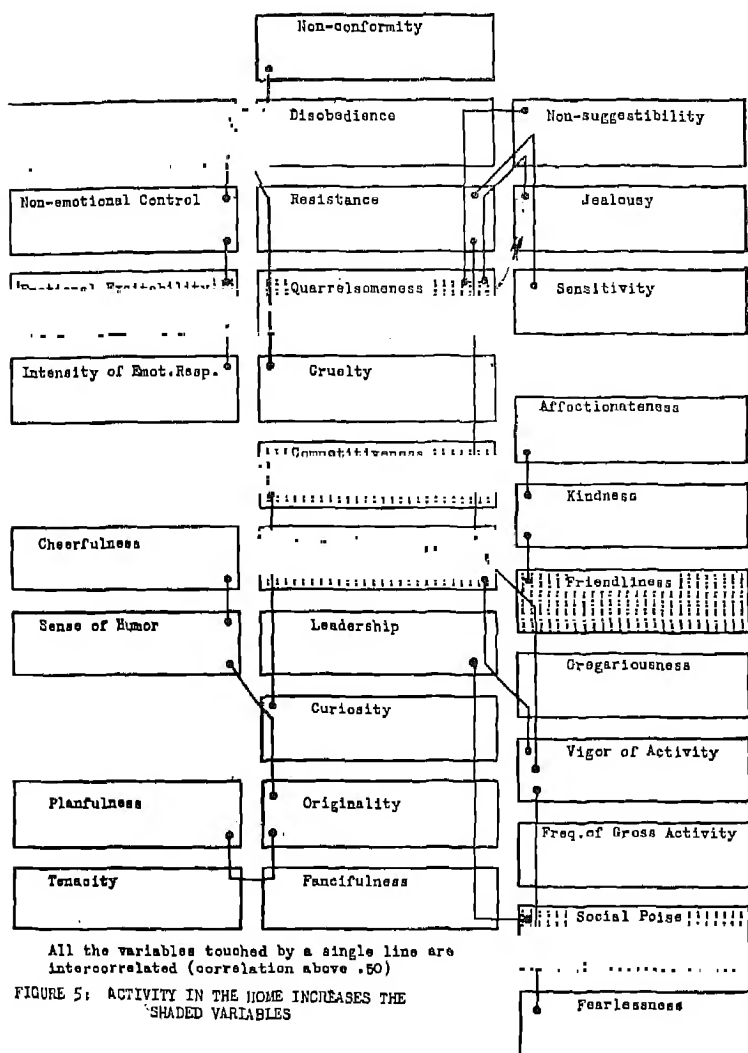 Non-conformity
Disobedience
Non-suggestibility
Non-emotional Control
Resistance
Jealousy
Quarrelsomeness
Sensitivity
Intensity of Emot.Resp.
Cruelty
Affectionateness
Competitiveness
Kindness
Cheerfulness
Friendliness
Sense of Humor
Leadership
Gregariousness
Curiosity
Vigor of Activity
Planfulness
Originality
Freq.of Gross Activity
Tenacity
Fancifulness
Social Poise
All the variables touched by a single line are
intercorrelated (correlation above .50)
Fearlessness
FIGURE 5: ACTIVITY IN THE HOME INCREASES THE
SHADED VARIABLES